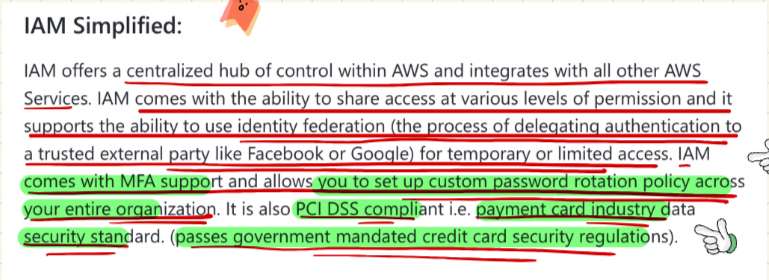 IAM Simplified:
IAM offers a centralized hub of control within AWS and integrates with all other AWS
Services. IAM comes with the ability to share access at various levels of permission and it
supports the ability to use identity federation (the process of delegating authentication to
a trusted external party like Facebook or Google) for temporary or limited access. IAM
comes with MFA support and allows you to set up custom password rotation policy across
your entire organization. It is also PCI DSS compliant i.e. payment card industry data
security standard. (passes government mandated credit card security regulations).